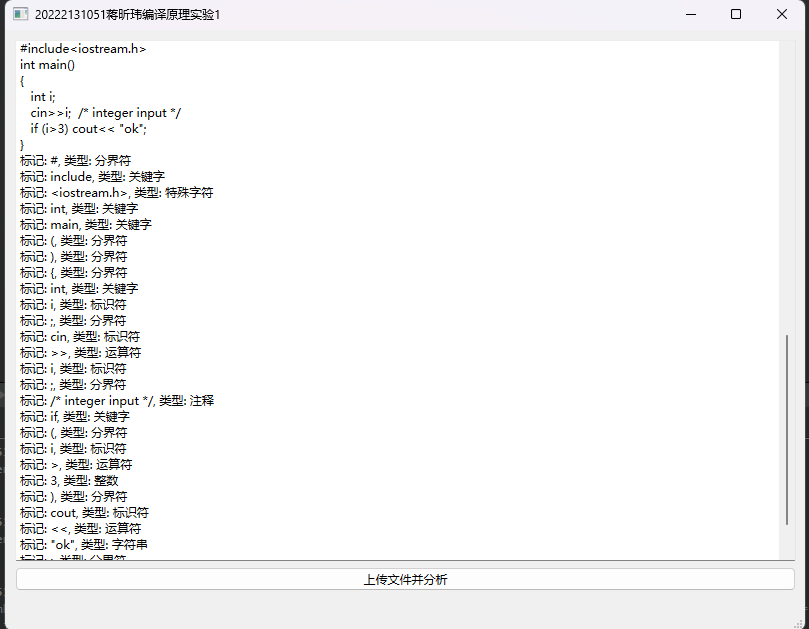 20222131051蒋昕玮编译原理实验1
#include<iostream.h>
int main()
{
int i;
cin>>i; /* integer input */
if (i>3) cout<< "ok";
}
标记: #, 类型: 分界符
标记: include, 类型: 关键字
标记: <iostream.h>, 类型: 特殊字符
标记: int, 类型: 关键字
标记: main, 类型: 关键字
标记: (, 类型: 分界符
标记: ), 类型: 分界符
标记: {, 类型: 分界符
标记: int, 类型: 关键字
标记: i, 类型: 标识符
标记: ;, 类型: 分界符
标记: cin, 类型: 标识符
标记: >>, 类型: 运算符
标记: i, 类型: 标识符
标记: ;, 类型: 分界符
标记: /* integer input */, 类型: 注释
标记: if, 类型: 关键字
标记: (, 类型: 分界符
标记: i, 类型: 标识符
标记: >, 类型: 运算符
标记: 3, 类型: 整数
标记: ), 类型: 分界符
标记: cout, 类型: 标识符
标记: <<, 类型: 运算符
标记: "ok", 类型: 字符串
标记: ;, 类型: 分界符
上传文件并分析